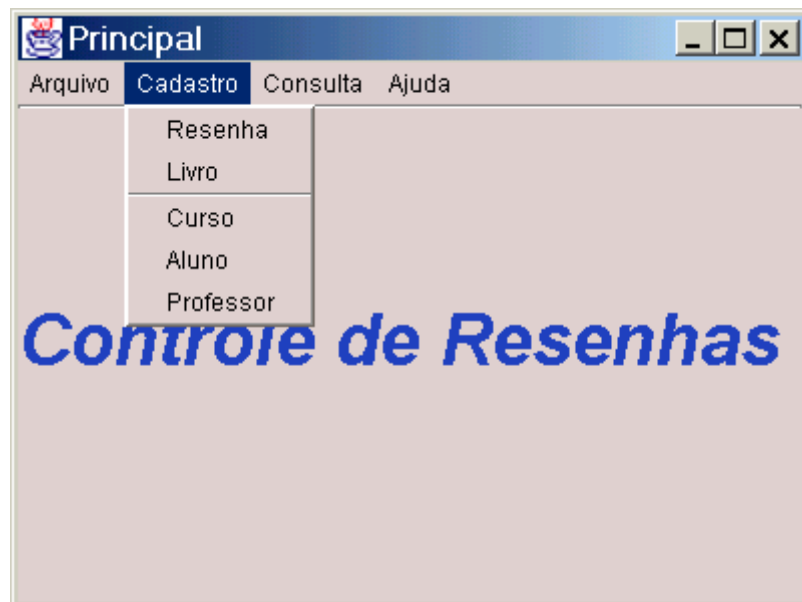 Principal
Arquivo Cadastro Consulta Ajuda
Resenha
Livro
Curso
Aluno
Professor
Controle de Resenhas